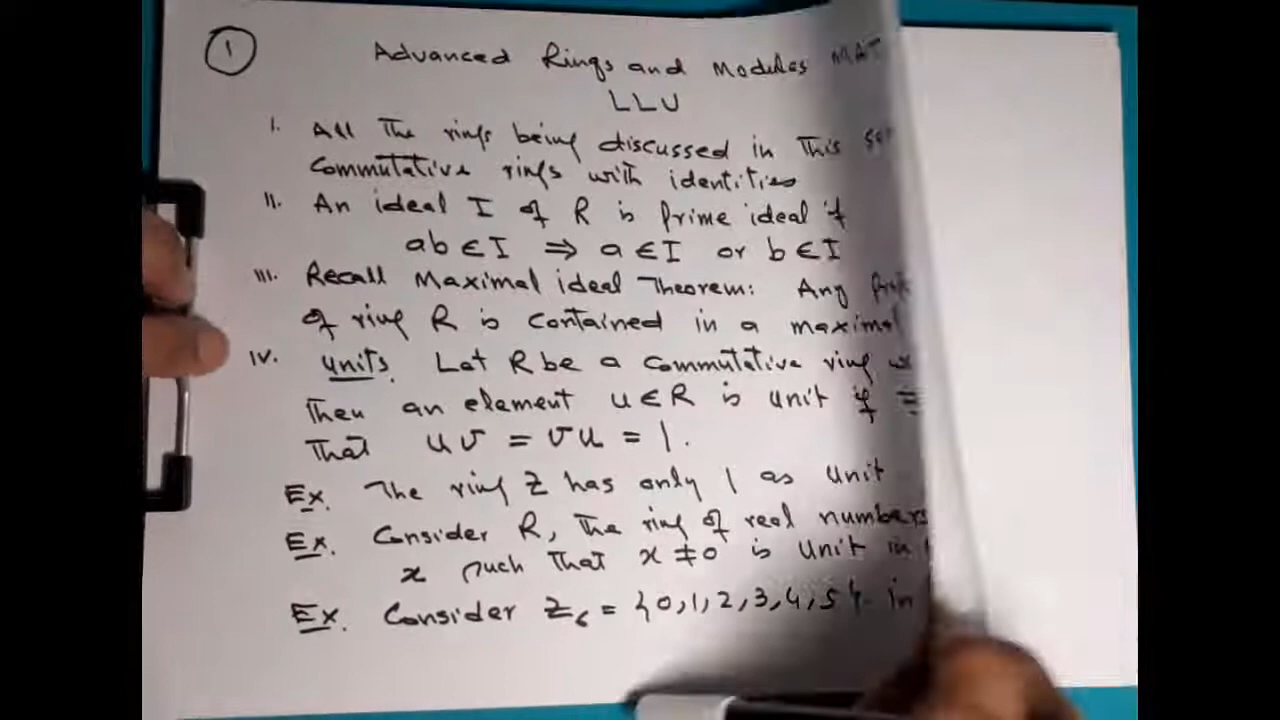 1
Advanced Rings and Modules MAT
LLU
I. All The rings being discussed in This
Commutative rings with identities
II. An ideal I of R is prime ideal if
ab ∈ I ⇒ a ∈ I or b ∈ I
III. Recall Maximal ideal Theorem: Any
of ring R is contained in a maximal
IV. Units. Let R be a commutative ring
Then an element u ∈ R is unit if
That uv = vu = 1.
Ex. The ring Z has only 1 as unit
Ex. Consider R, The ring of real numbers
x such That x ≠ 0 is unit in
Ex. Consider Z6 = {0,1,2,3,4,5}. in